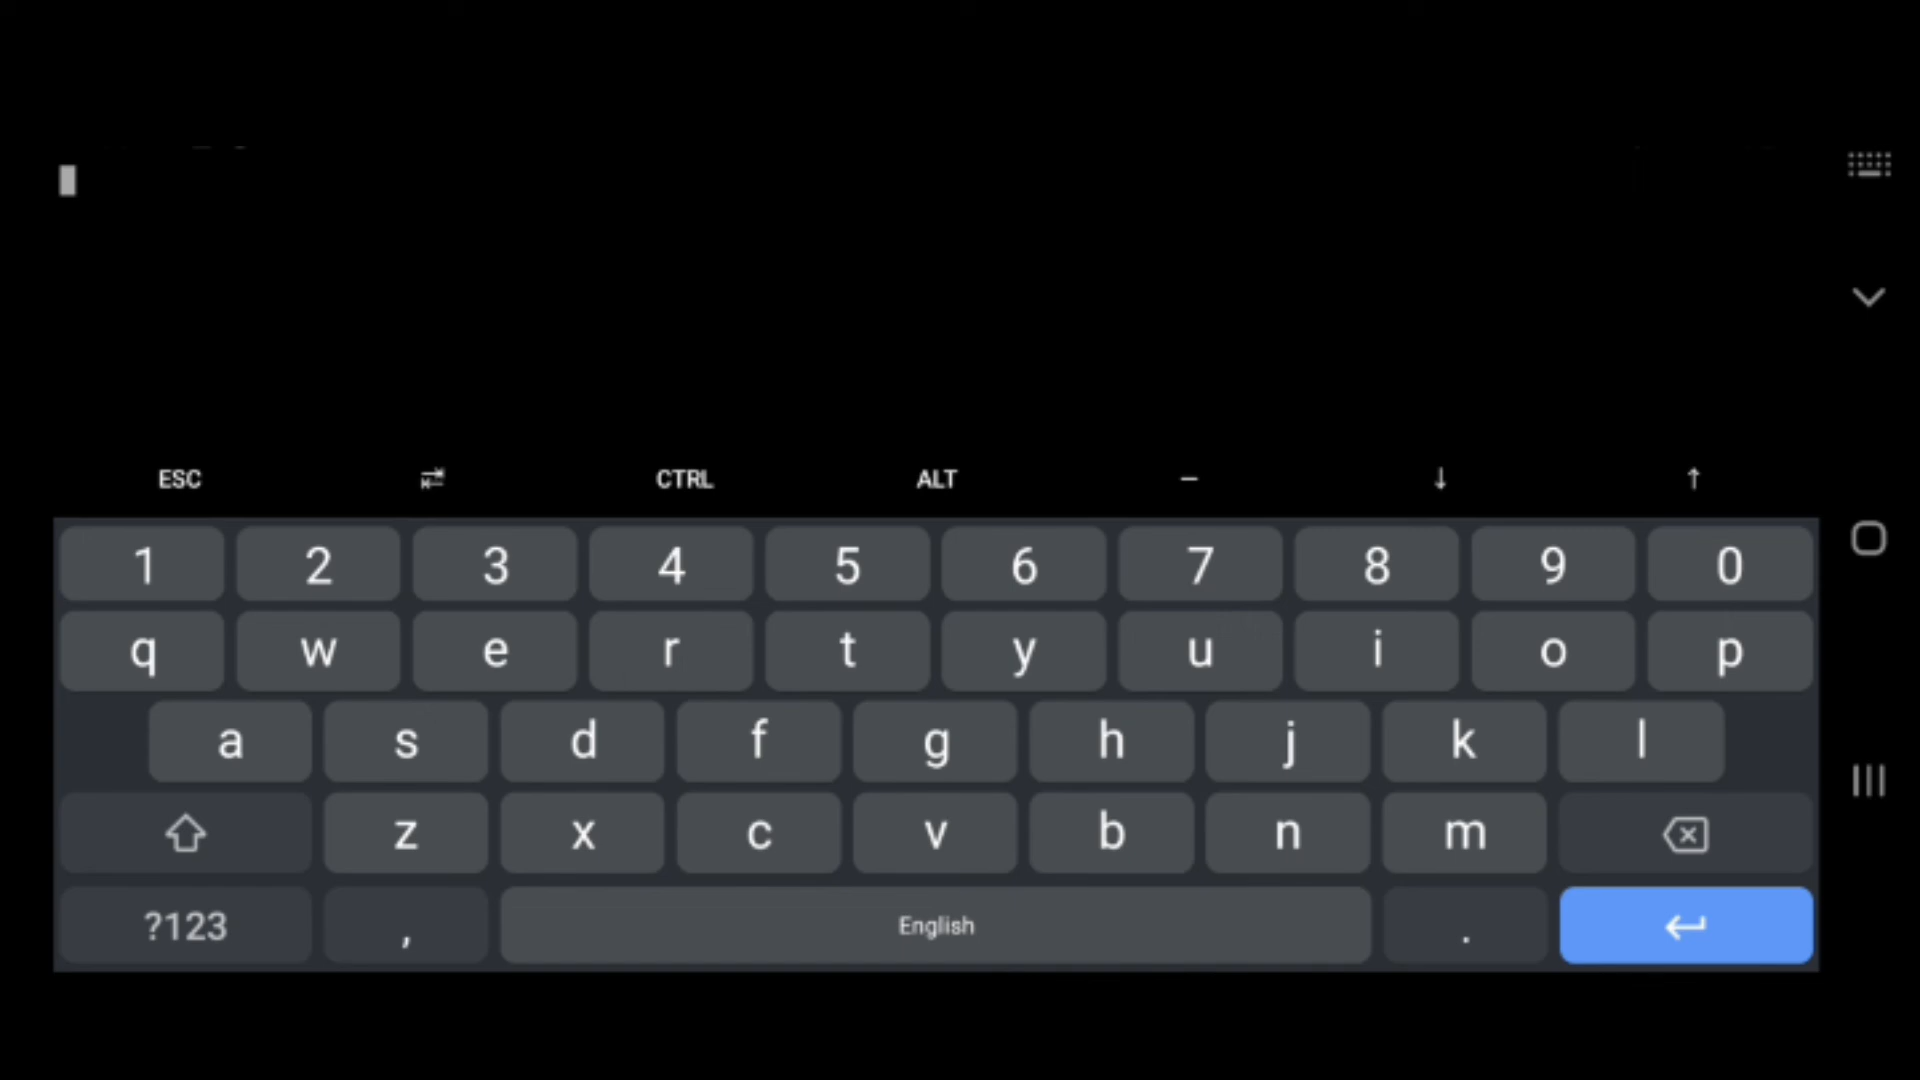 ESC ⇄ CTRL ALT – ↓ ↑
1 2 3 4 5 6 7 8 9 0
q w e r t y u i o p
a s d f g h j k l
z x c v b n m
?123 , English .